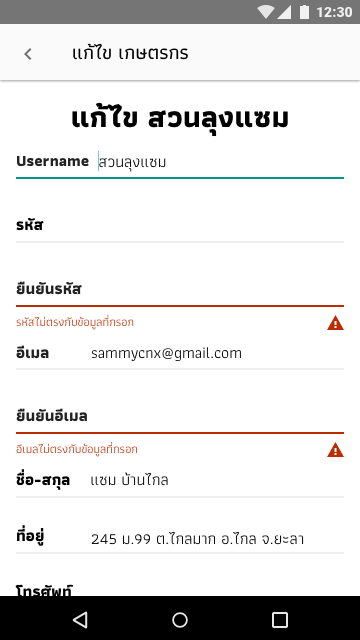 12:30
แก้ไข เกษตรกร
แก้ไข สวนลุงแซม
Username สวนลุงแซม
รหัส
ยืนยันรหัส
รหัสไม่ตรงกับข้อมูลที่กรอก
อีเมล sammycnx@gmail.com
ยืนยันอีเมล
อีเมลไม่ตรงกับข้อมูลที่กรอก
ชื่อ-สกุล แซม บ้านไกล
ที่อยู่ 245 ม.99 ต.ไกลมาก อ.ไกล จ.ยะลา
โทรศัพท์